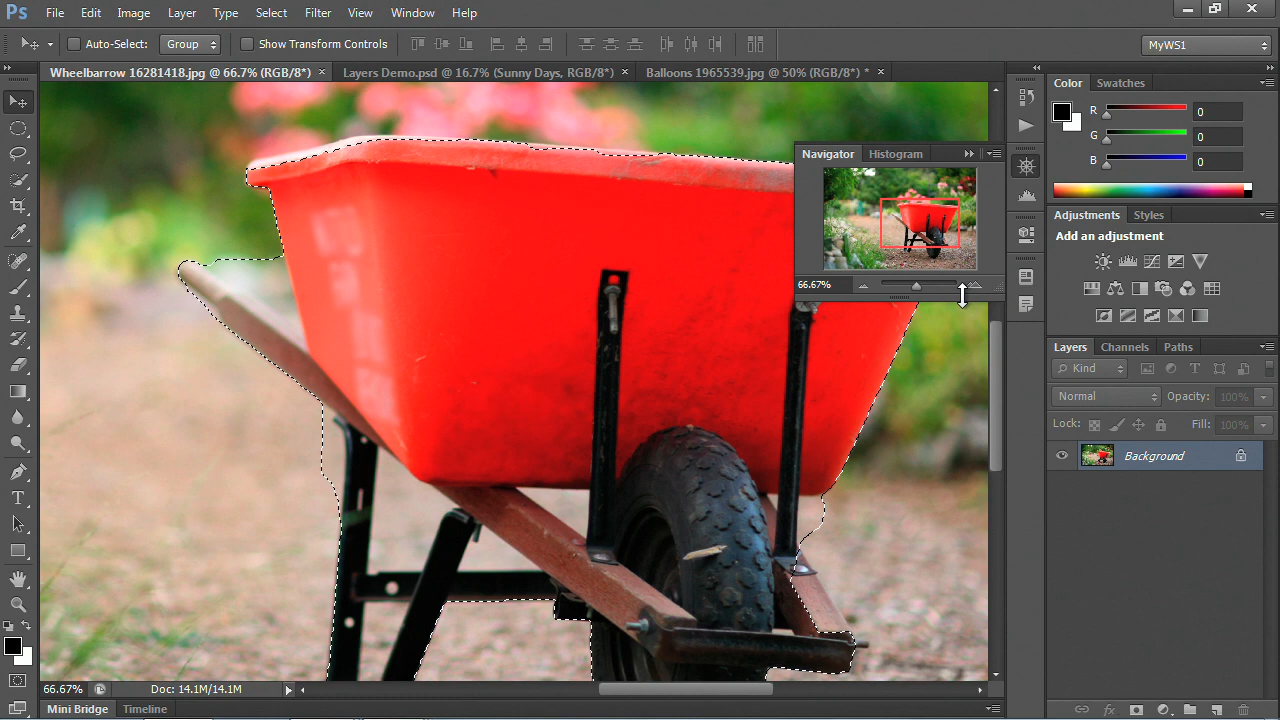 Ps File Edit Image Layer Type Select Filter View Window Help
Auto-Select: Group Show Transform Controls MyWS1
Wheelbarrow 16281418.jpg @ 66.7% (RGB/8*) × Layers Demo.psd @ 16.7% (Sunny Days, RGB/8*) × Balloons 1965539.jpg @ 50% (RGB/8*) * ×
Color Swatches
R 0
G 0
B 0
Navigator Histogram
66.67%
Adjustments Styles
Add an adjustment
Layers Channels Paths
Kind
Normal Opacity: 100%
Lock: Fill: 100%
Background
66.67% Doc: 14.1M/14.1M
Mini Bridge Timeline